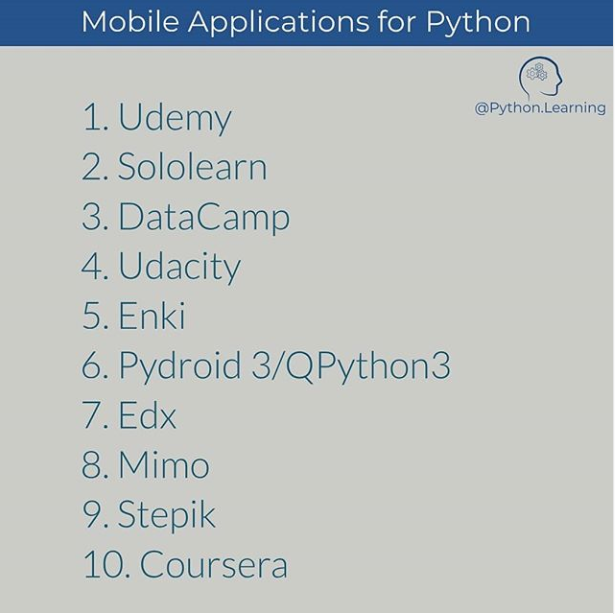 Mobile Applications for Python
@Python.Learning
1. Udemy
2. Sololearn
3. DataCamp
4. Udacity
5. Enki
6. Pydroid 3/QPython3
7. Edx
8. Mimo
9. Stepik
10. Coursera